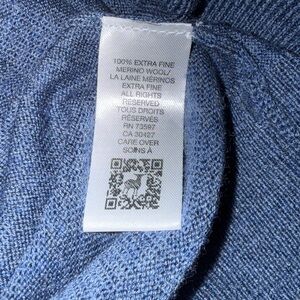 100% EXTRA FINE
MERINO WOOL/
LA LAINE MÉRINOS
EXTRA FINE
ALL RIGHTS
RESERVED
TOUS DROITS
RÉSERVÉS
RN 73597
CA 30427
CARE OVER
SOINS À